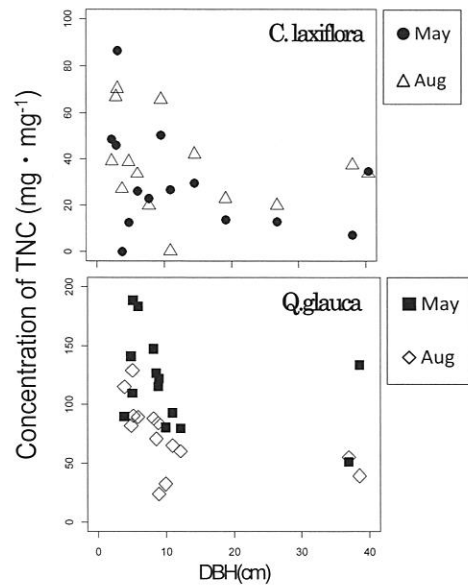 C. laxiflora
May
Aug
100
80
60
40
20
0
Concentration of TNC (mg・mg-1)
Q.glauca
May
Aug
200
150
100
50
0
0 10 20 30 40
DBH(cm)